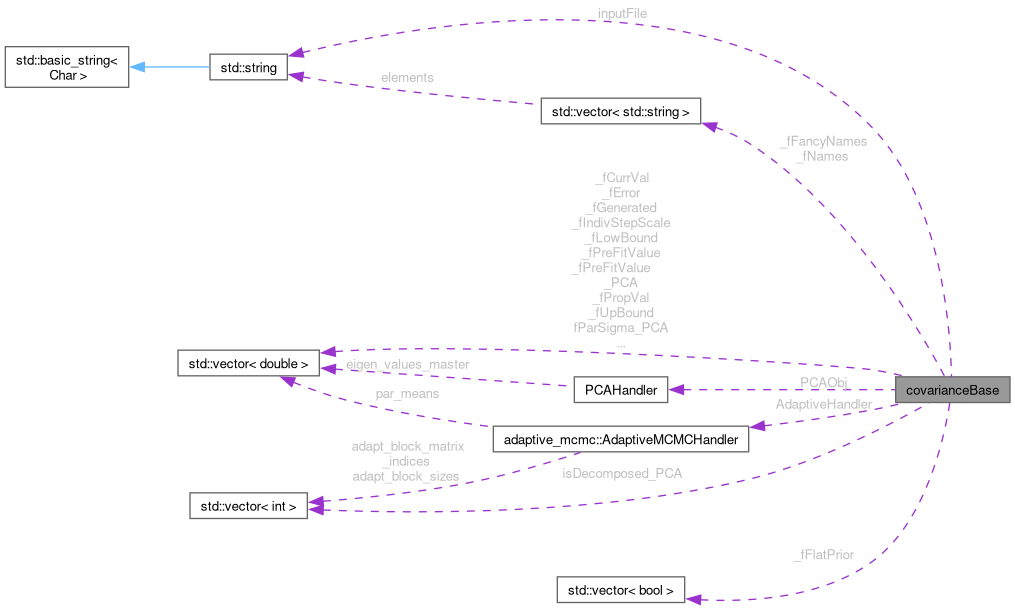 inputFile
std::basic_string<
Char >
std::string
elements
std::vector< std::string >
_fFancyNames
_fNames
_fCurrVal
_fError
_fGenerated
_fIndivStepScale
_fLowBound
_fPreFitValue
_fPreFitValue
_PCA
_fPropVal
_fUpBound
fParSigma_PCA
...
std::vector< double >
eigen_values_master
PCAHandler
PCAObj
covarianceBase
par_means
AdaptiveHandler
adaptive_mcmc::AdaptiveMCMCHandler
adapt_block_matrix
_indices
adapt_block_sizes
isDecomposed_PCA
std::vector< int >
_fFlatPrior
std::vector< bool >